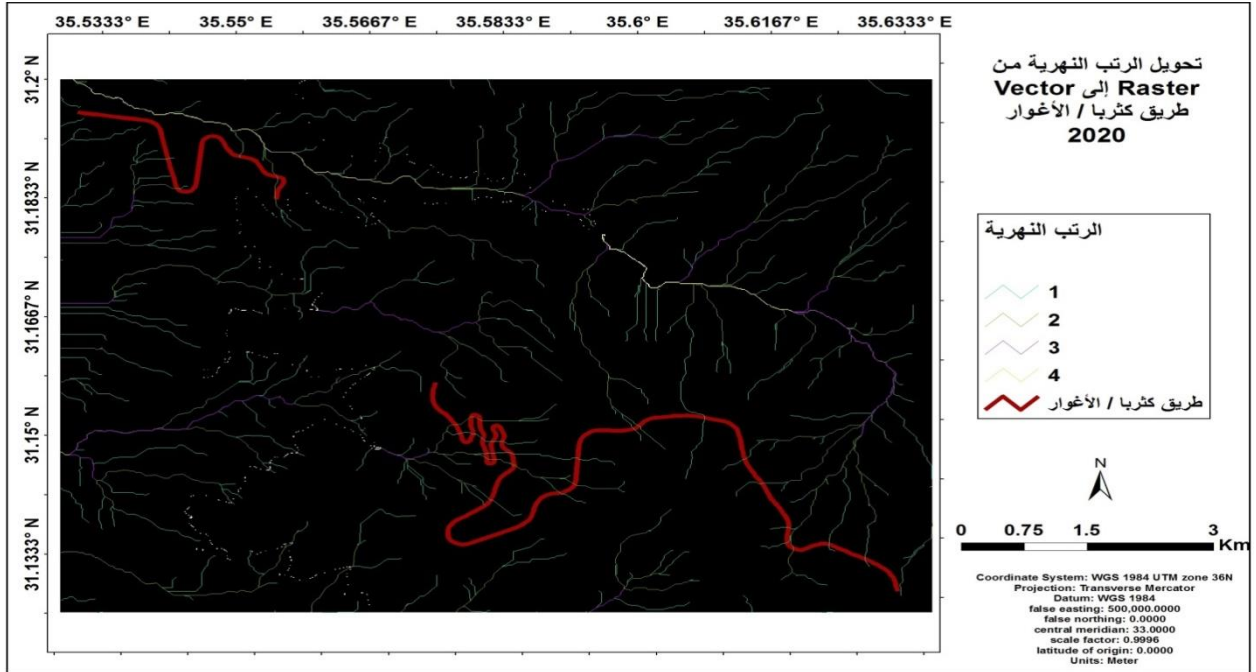 35.5333° E 35.55° E 35.5667° E 35.5833° E 35.6° E 35.6167° E 35.6333° E
31.2° N
31.1833° N
31.1667° N
31.15° N
31.1333° N
تحويل الرتب النهرية من
Raster إلى Vector
طريق كثربا / الأغوار
2020
الرتب النهرية
1
2
3
4
طريق كثربا / الأغوار
N
0 0.75 1.5 3
Km
Coordinate System: WGS 1984 UTM zone 36N
Projection: Transverse Mercator
Datum: WGS 1984
false easting: 500,000.0000
false northing: 0.0000
central meridian: 33.0000
scale factor: 0.9996
latitude of origin: 0.0000
Units: Meter